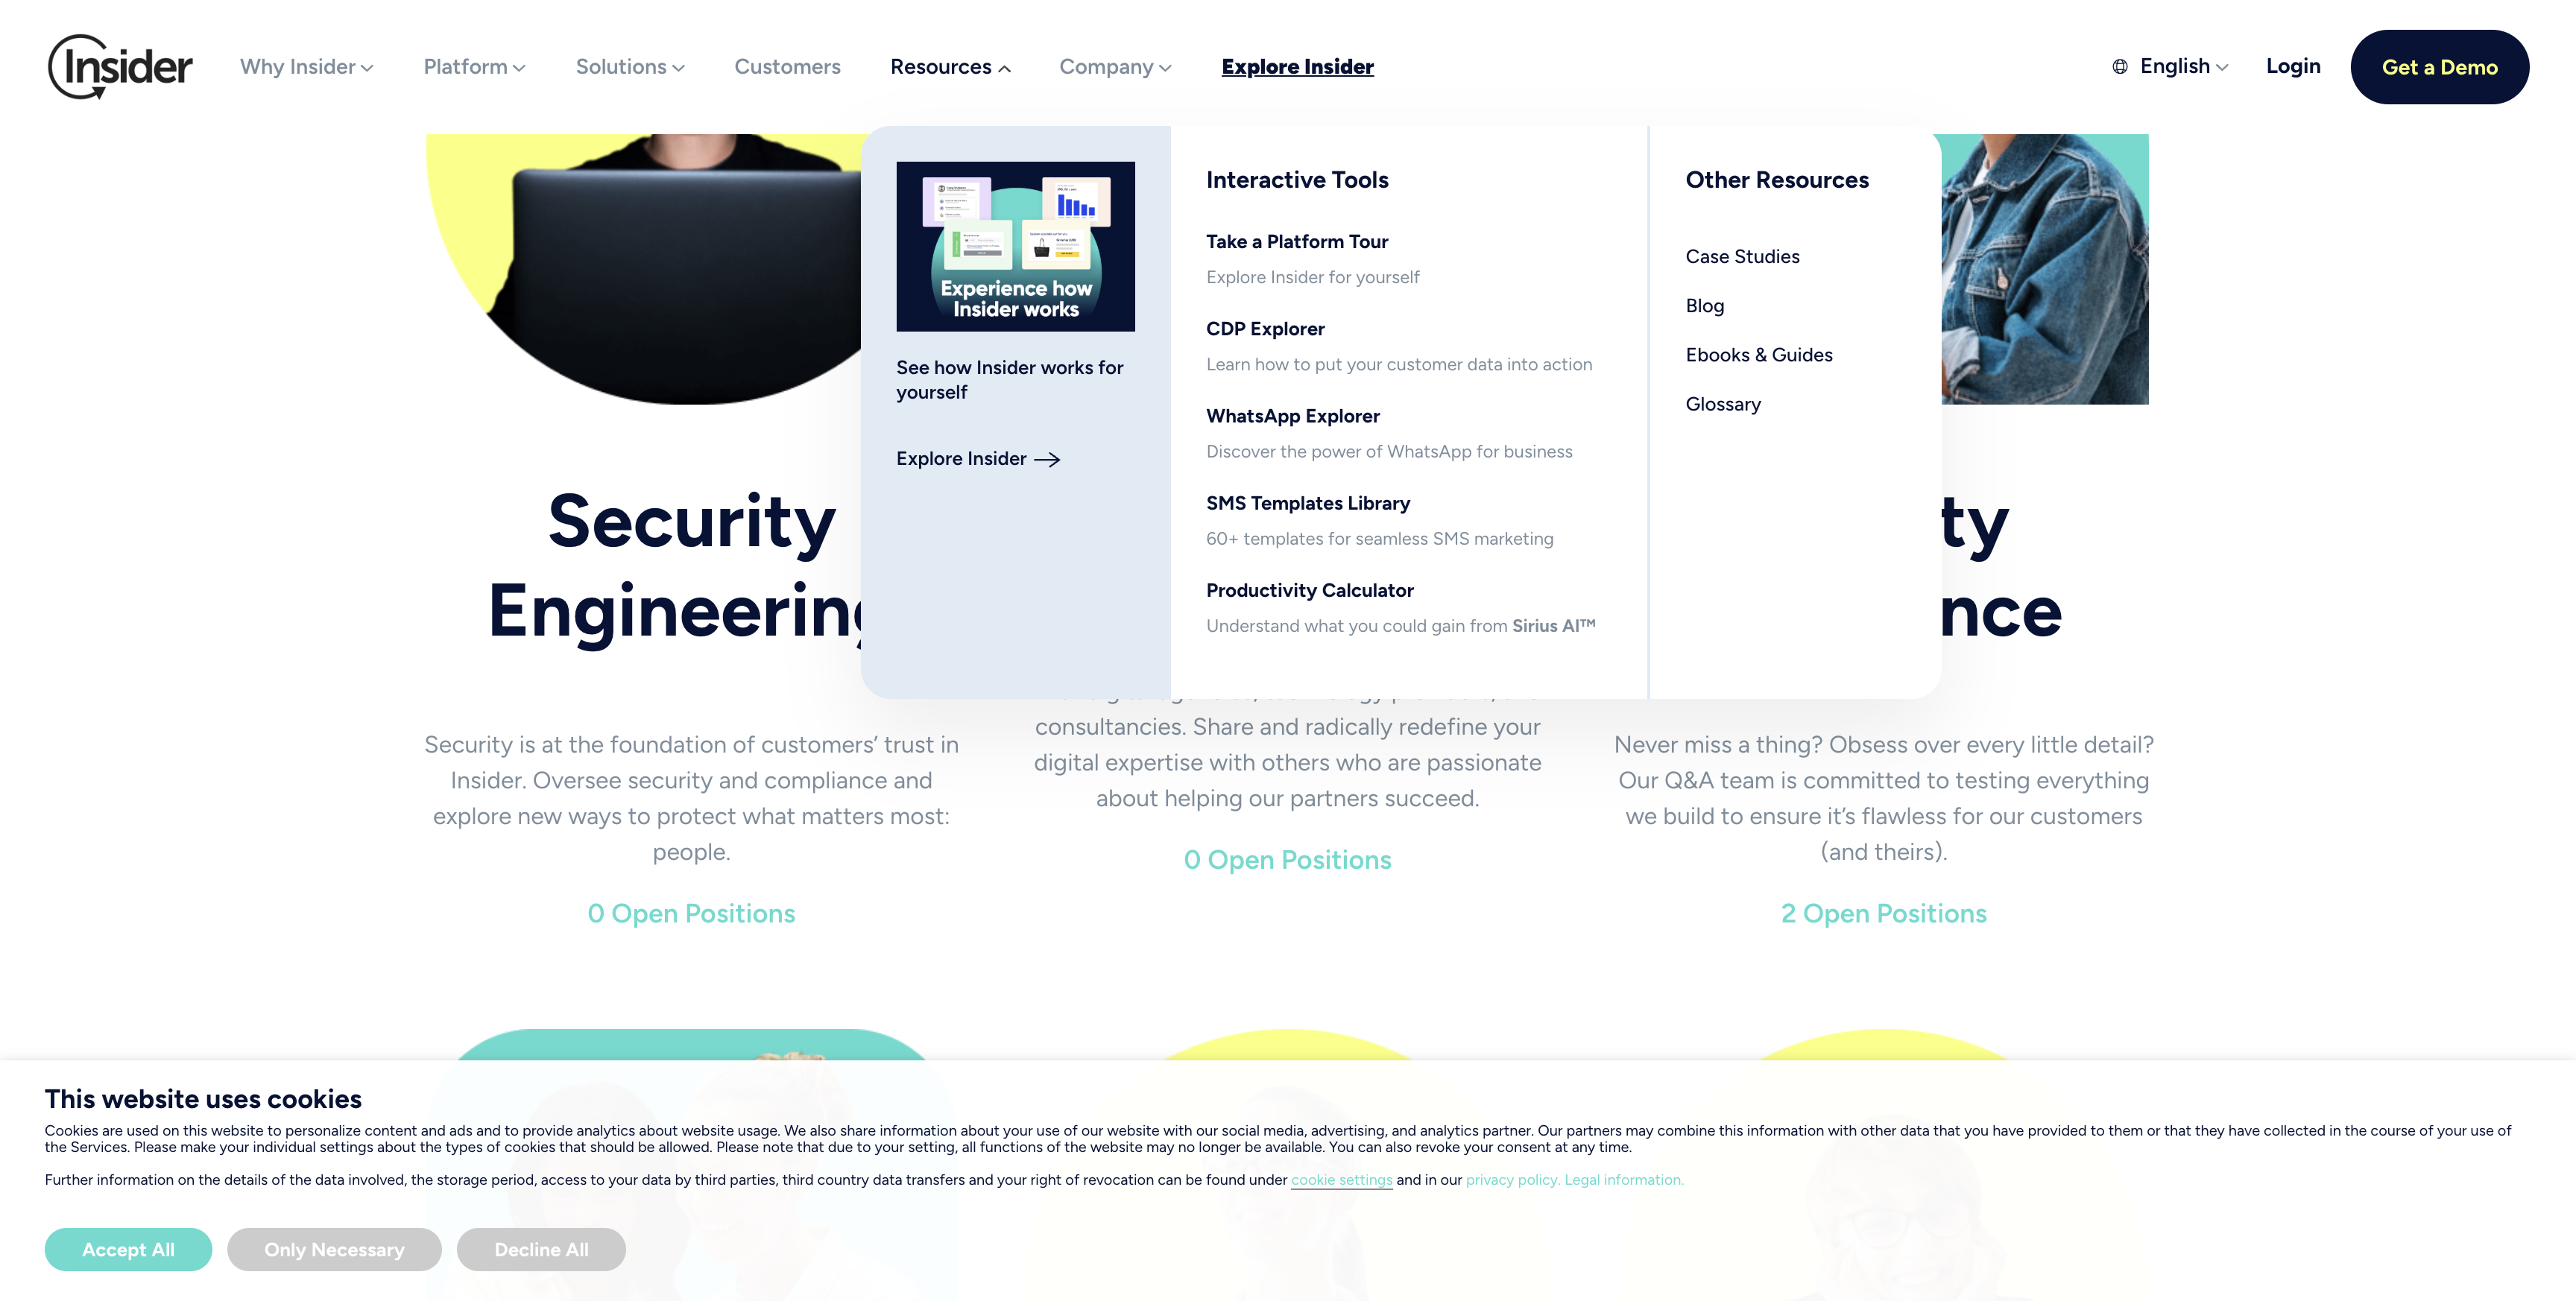 Insider
Why Insider
Platform
Solutions
Customers
Resources
Company
Explore Insider
English
Login
Get a Demo
Experience how
Insider works
See how Insider works for
yourself
Explore Insider
Interactive Tools
Take a Platform Tour
Explore Insider for yourself
CDP Explorer
Learn how to put your customer data into action
WhatsApp Explorer
Discover the power of WhatsApp for business
SMS Templates Library
60+ templates for seamless SMS marketing
Productivity Calculator
Understand what you could gain from Sirius AI™
Other Resources
Case Studies
Blog
Ebooks & Guides
Glossary
Security
Engineering
Security is at the foundation of customers’ trust in
Insider. Oversee security and compliance and
explore new ways to protect what matters most:
people.
0 Open Positions
consultancies. Share and radically redefine your
digital expertise with others who are passionate
about helping our partners succeed.
0 Open Positions
ty
nce
Never miss a thing? Obsess over every little detail?
Our Q&A team is committed to testing everything
we build to ensure it’s flawless for our customers
(and theirs).
2 Open Positions
This website uses cookies
Cookies are used on this website to personalize content and ads and to provide analytics about website usage. We also share information about your use of our website with our social media, advertising, and analytics partner. Our partners may combine this information with other data that you have provided to them or that they have collected in the course of your use of
the Services. Please make your individual settings about the types of cookies that should be allowed. Please note that due to your setting, all functions of the website may no longer be available. You can also revoke your consent at any time.
Further information on the details of the data involved, the storage period, access to your data by third parties, third country data transfers and your right of revocation can be found under cookie settings and in our privacy policy. Legal information.
Accept All
Only Necessary
Decline All